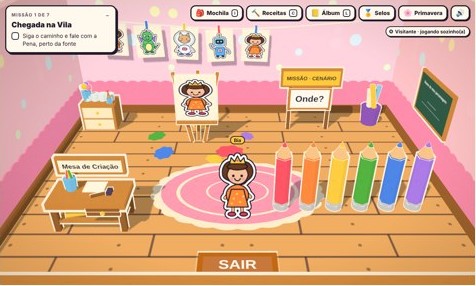 MISSÃO 1 DE 7
Chegada na Vila
Siga o caminho e fale com a
Pena, perto da fonte
Mochila I
Receitas C
Álbum L
Selos
Primavera
Visitante · jogando sozinho(a)
MISSÃO · CENÁRIO
Onde?
Mesa de Criação
Bia
SAIR